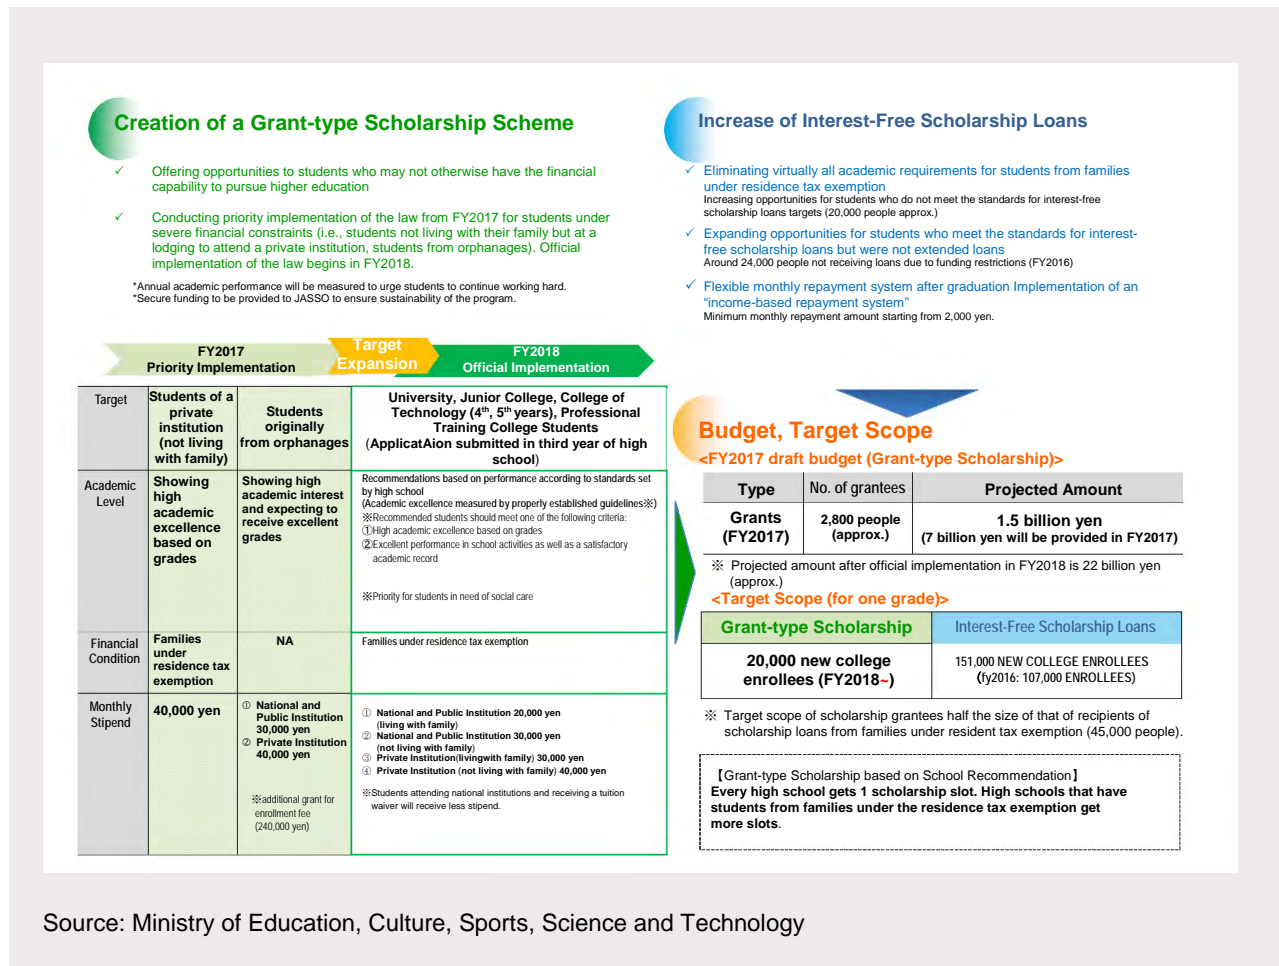 Creation of a Grant-type Scholarship Scheme
✓ Offering opportunities to students who may not otherwise have the financial
capability to pursue higher education
✓ Conducting priority implementation of the law from FY2017 for students under
severe financial constraints (i.e., students not living with their family but at a
lodging to attend a private institution, students from orphanages). Official
implementation of the law begins in FY2018.
*Annual academic performance will be measured to urge students to continue working hard.
*Secure funding to be provided to JASSO to ensure sustainability of the program.
Increase of Interest-Free Scholarship Loans
✓ Eliminating virtually all academic requirements for students from families
under residence tax exemption
Increasing opportunities for students who do not meet the standards for interest-free
scholarship loans targets (20,000 people approx.)
✓ Expanding opportunities for students who meet the standards for interest-
free scholarship loans but were not extended loans
Around 24,000 people not receiving loans due to funding restrictions (FY2016)
✓ Flexible monthly repayment system after graduation Implementation of an
“income-based repayment system”
Minimum monthly repayment amount starting from 2,000 yen.
FY2017
Priority Implementation
Target
Expansion
FY2018
Official Implementation
Target
Students of a
private
institution
(not living
with family)
Students
originally
from orphanages
University, Junior College, College of
Technology (4th, 5th years), Professional
Training College Students
(ApplicatAion submitted in third year of high
school)
Academic
Level
Showing
high
academic
excellence
based on
grades
Showing high
academic interest
and expecting to
receive excellent
grades
Recommendations based on performance according to standards set
by high school
(Academic excellence measured by properly established guidelines※)
※Recommended students should meet one of the following criteria:
①High academic excellence based on grades
②Excellent performance in school activities as well as a satisfactory
academic record
※Priority for students in need of social care
Financial
Condition
Families
under
residence tax
exemption
NA
Families under residence tax exemption
Monthly
Stipend
40,000 yen
① National and
Public Institution
30,000 yen
② Private Institution
40,000 yen
※additional grant for
enrollment fee
(240,000 yen)
① National and Public Institution 20,000 yen
(living with family)
② National and Public Institution 30,000 yen
(not living with family)
③ Private Institution(livingwith family) 30,000 yen
④ Private Institution (not living with family) 40,000 yen
※Students attending national institutions and receiving a tuition
waiver will receive less stipend.
Budget, Target Scope
<FY2017 draft budget (Grant-type Scholarship)>
Type No. of grantees Projected Amount
Grants
(FY2017)
2,800 people
(approx.)
1.5 billion yen
(7 billion yen will be provided in FY2017)
※ Projected amount after official implementation in FY2018 is 22 billion yen
(approx.)
<Target Scope (for one grade)>
Grant-type Scholarship Interest-Free Scholarship Loans
20,000 new college
enrollees (FY2018~)
151,000 NEW COLLEGE ENROLLEES
(fy2016: 107,000 ENROLLEES)
※ Target scope of scholarship grantees half the size of that of recipients of
scholarship loans from families under resident tax exemption (45,000 people).
【Grant-type Scholarship based on School Recommendation】
Every high school gets 1 scholarship slot. High schools that have
students from families under the residence tax exemption get
more slots.
Source: Ministry of Education, Culture, Sports, Science and Technology